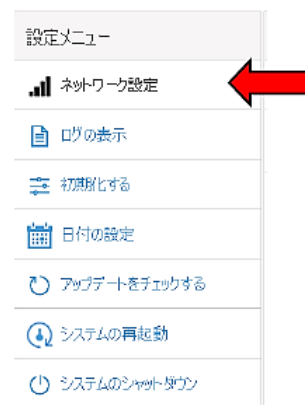 設定メニュー
ネットワーク設定
ログの表示
初期化する
日付の設定
アップデートをチェックする
システムの再起動
システムのシャットダウン